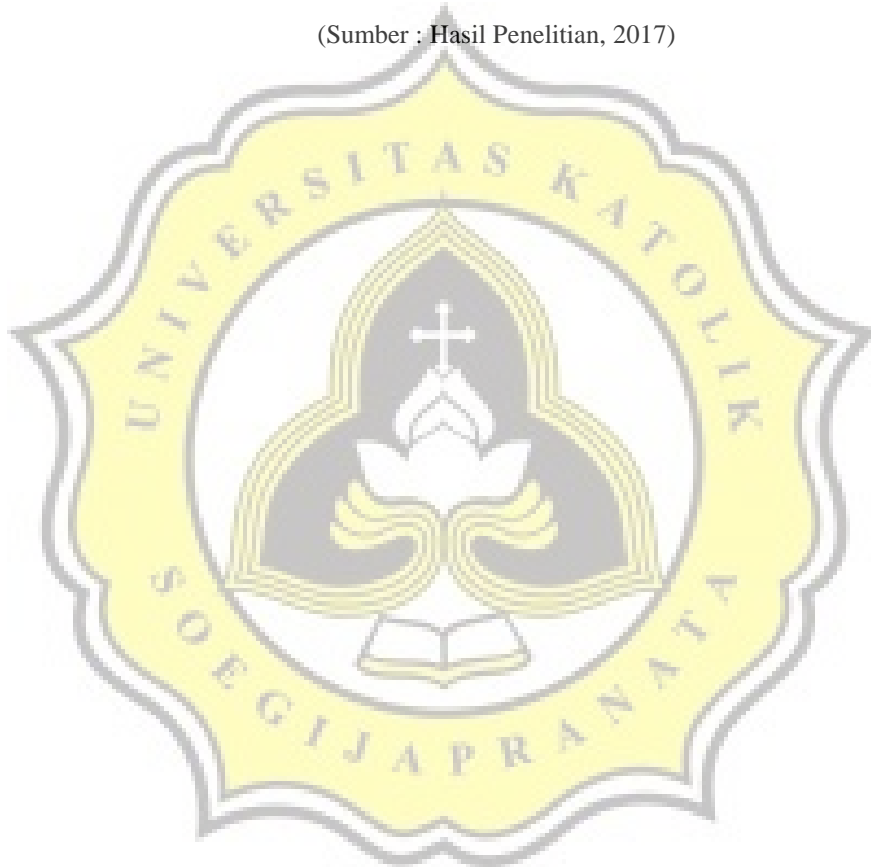 (Sumber : Hasil Penelitian, 2017)
UNIVERSITAS KATOLIK
SOEGIJAPRANATA